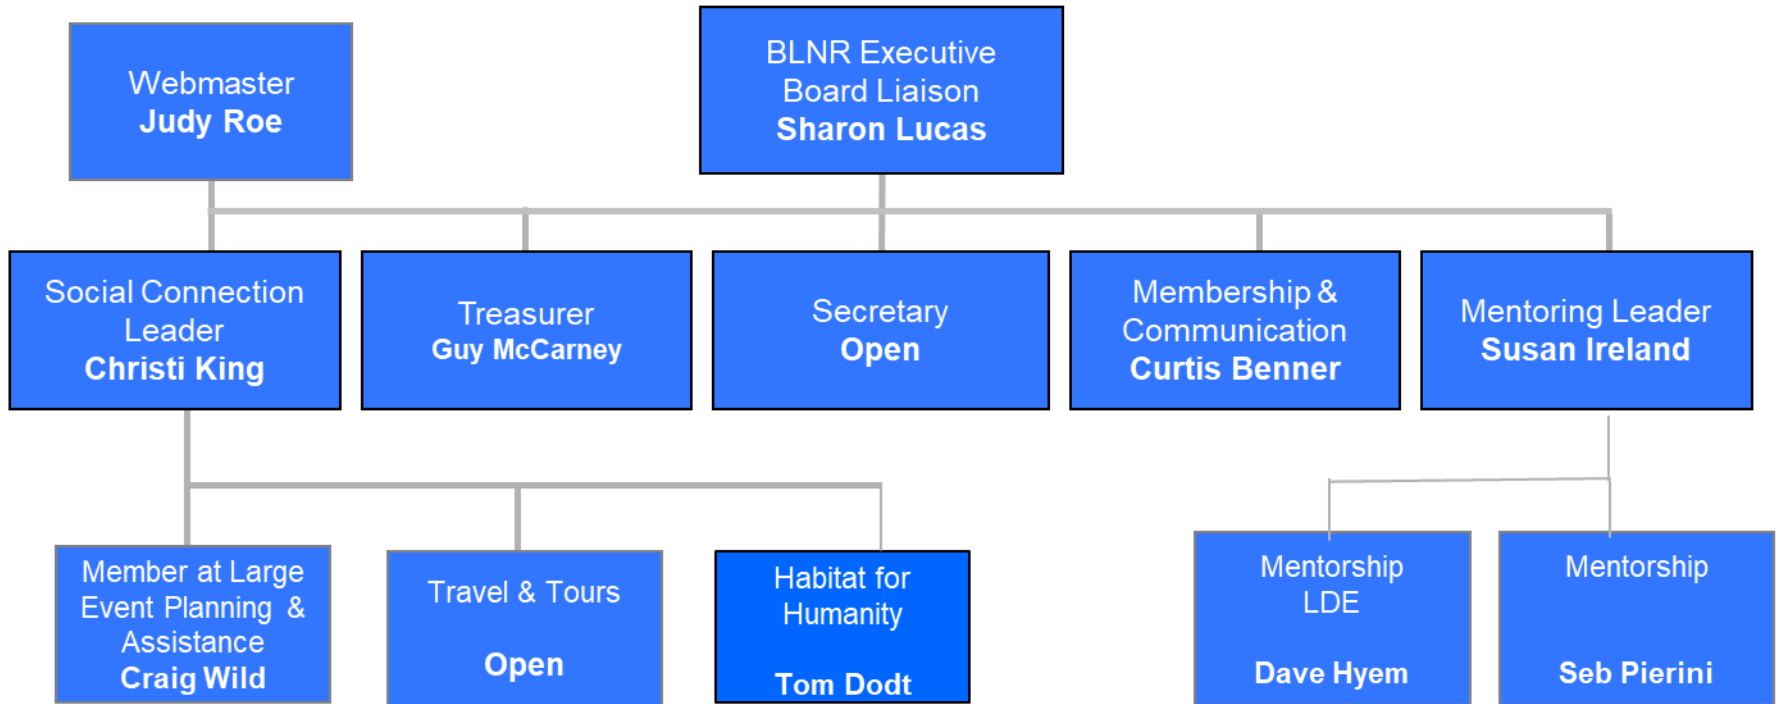 Webmaster
Judy Roe
BLNR Executive
Board Liaison
Sharon Lucas
Social Connection
Leader
Christi King
Treasurer
Guy McCarney
Secretary
Open
Membership &
Communication
Curtis Benner
Mentoring Leader
Susan Ireland
Member at Large
Event Planning &
Assistance
Craig Wild
Travel & Tours
Open
Habitat for
Humanity
Tom Dodt
Mentorship
LDE
Dave Hyem
Mentorship
Seb Pierini